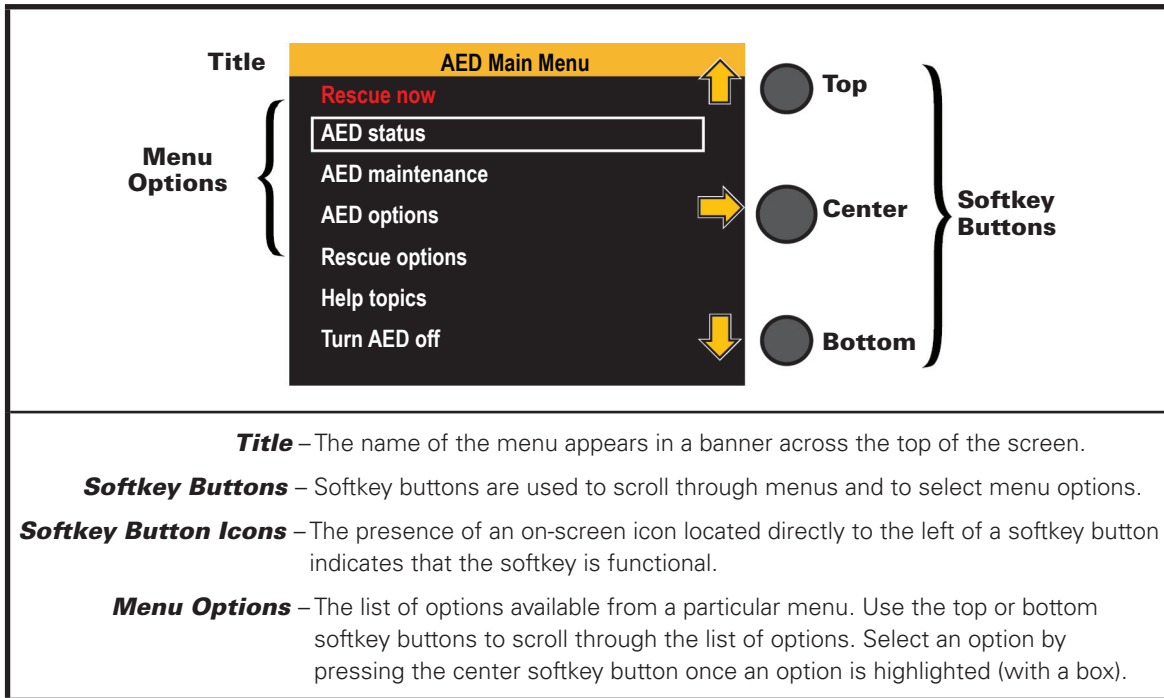 Title
AED Main Menu
Rescue now
AED status
AED maintenance
AED options
Rescue options
Help topics
Turn AED off
Menu
Options
Top
Center
Bottom
Softkey
Buttons
Title – The name of the menu appears in a banner across the top of the screen.
Softkey Buttons – Softkey buttons are used to scroll through menus and to select menu options.
Softkey Button Icons – The presence of an on-screen icon located directly to the left of a softkey button
indicates that the softkey is functional.
Menu Options – The list of options available from a particular menu. Use the top or bottom
softkey buttons to scroll through the list of options. Select an option by
pressing the center softkey button once an option is highlighted (with a box).